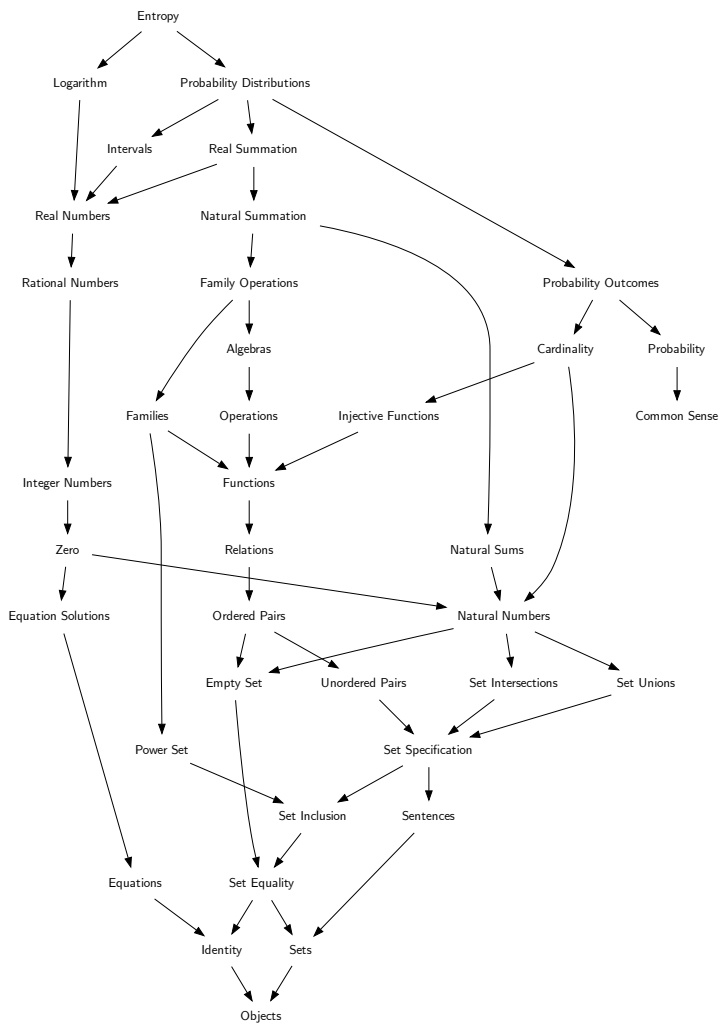 Entropy
Logarithm
Probability Distributions
Intervals
Real Summation
Real Numbers
Natural Summation
Rational Numbers
Family Operations
Probability Outcomes
Algebras
Cardinality
Probability
Families
Operations
Injective Functions
Common Sense
Integer Numbers
Functions
Zero
Relations
Natural Sums
Equation Solutions
Ordered Pairs
Natural Numbers
Empty Set
Unordered Pairs
Set Intersections
Set Unions
Power Set
Set Specification
Set Inclusion
Sentences
Equations
Set Equality
Identity
Sets
Objects